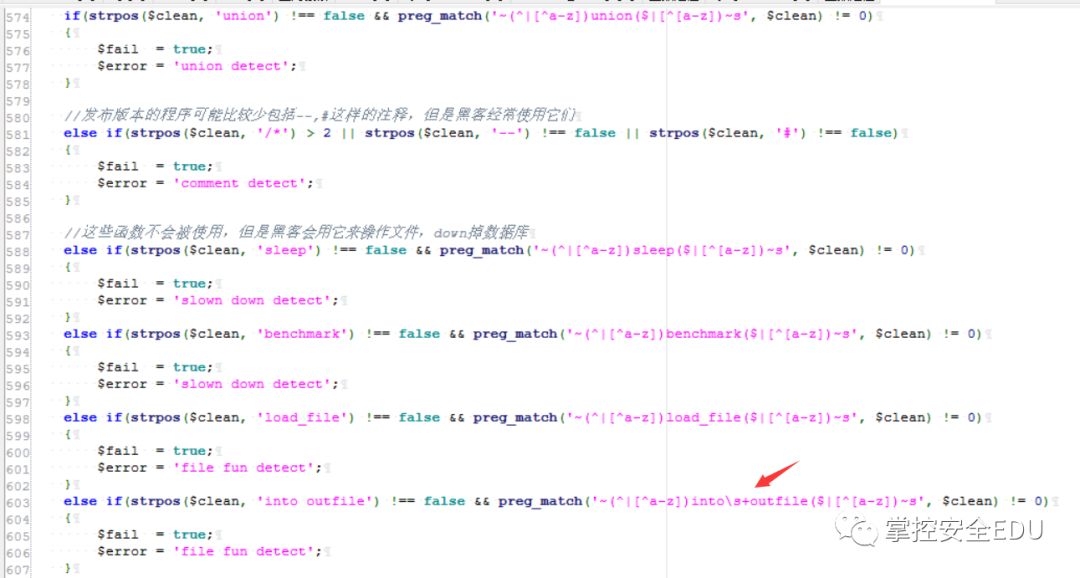 574 if(strpos($clean, 'union') !== false && preg_match('~(^|[^a-z])union($|[^[a-z])~s', $clean) != 0)
575 {
576 $fail = true;
577 $error = 'union detect';
578 }
579
580 //发布版本的程序可能比较少包括--,#这样的注释，但是黑客经常使用它们
581 else if(strpos($clean, '/*') > 2 || strpos($clean, '--') !== false || strpos($clean, '#') !== false)
582 {
583 $fail = true;
584 $error = 'comment detect';
585 }
586
587 //这些函数不会被使用，但是黑客会用它来操作文件，down掉数据库
588 else if(strpos($clean, 'sleep') !== false && preg_match('~(^|[^a-z])sleep($|[^[a-z])~s', $clean) != 0)
589 {
590 $fail = true;
591 $error = 'slown down detect';
592 }
593 else if(strpos($clean, 'benchmark') !== false && preg_match('~(^|[^a-z])benchmark($|[^[a-z])~s', $clean) != 0)
594 {
595 $fail = true;
596 $error = 'slown down detect';
597 }
598 else if(strpos($clean, 'load_file') !== false && preg_match('~(^|[^a-z])load_file($|[^[a-z])~s', $clean) != 0)
599 {
600 $fail = true;
601 $error = 'file fun detect';
602 }
603 else if(strpos($clean, 'into outfile') !== false && preg_match('~(^|[^a-z])into\s+outfile($|[^[a-z])~s', $clean) != 0)
604 {
605 $fail = true;
606 $error = 'file fun detect';
607 }
掌控安全EDU